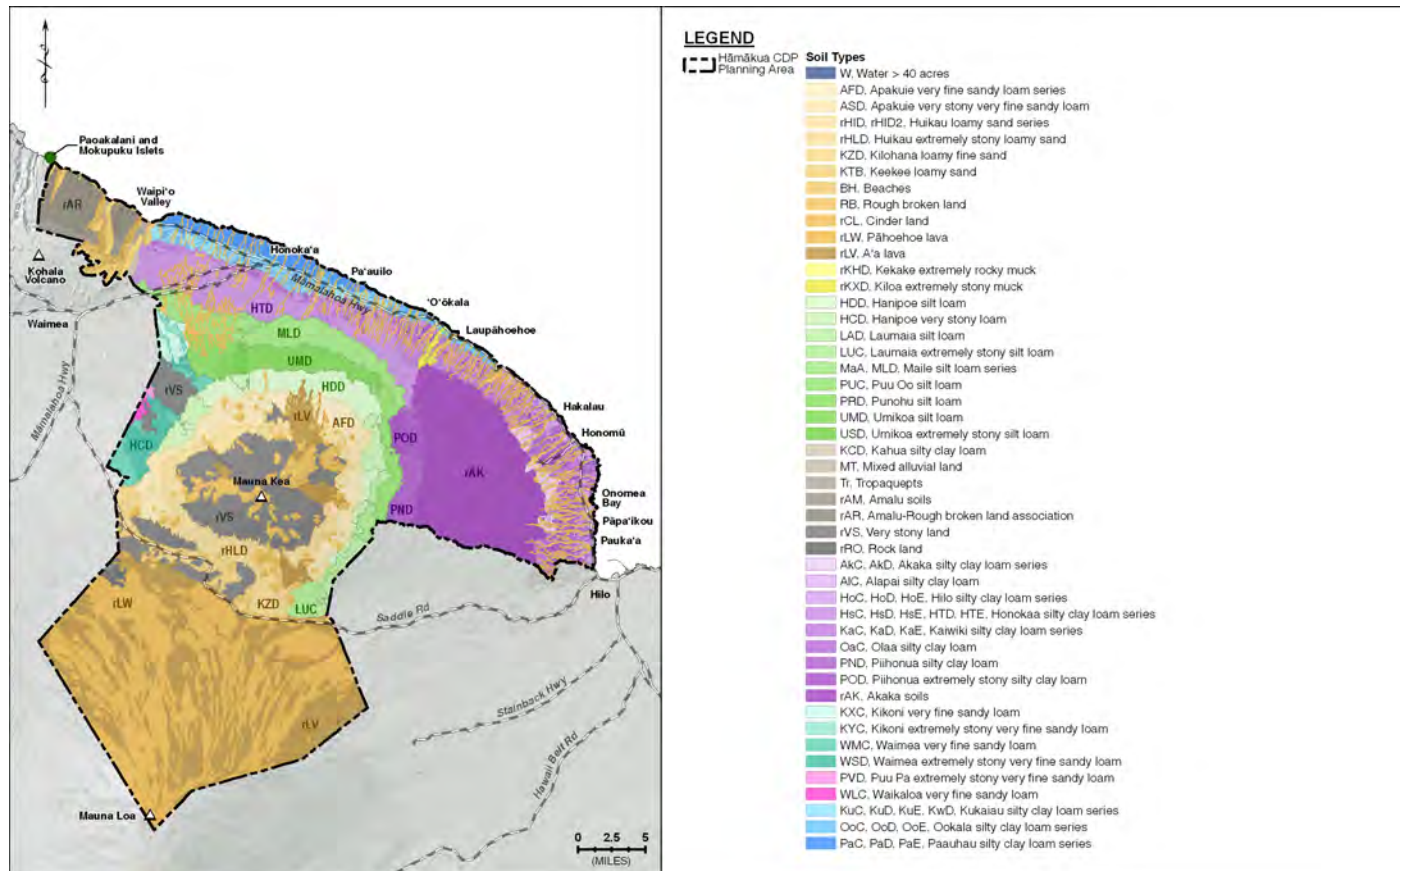 Paoakalani and
Mokupuku Islets
rAR
Waipi'o
Valley
Kohala
Volcano
Honoka'a
Pa'auilo
Māmalahoa Hwy
'O'ōkala
Laupāhoehoe
Waimea
HTD
MLD
UMD
HDD
rVS
rLV
AFD
HCD
POD
rAK
Mauna Kea
rVS
PND
rHLD
Māmalahoa Hwy
Hakalau
Honomū
Onomea
Bay
Pāpa'ikou
Pauka'a
Hilo
rLW
KZD
LUC
Saddle Rd
Stainback Hwy
Hawaii Belt Rd
rLV
Mauna Loa
0 2.5 5
(MILES)
LEGEND
Hāmākua CDP
Planning Area
Soil Types
W, Water > 40 acres
AFD, Apakuie very fine sandy loam series
ASD, Apakuie very stony very fine sandy loam
rHID, rHID2, Huikau loamy sand series
rHLD, Huikau extremely stony loamy sand
KZD, Kilohana loamy fine sand
KTB, Keekee loamy sand
BH, Beaches
RB, Rough broken land
rCL, Cinder land
rLW, Pāhoehoe lava
rLV, A'a lava
rKHD, Kekake extremely rocky muck
rKXD, Kiloa extremely stony muck
HDD, Hanipoe silt loam
HCD, Hanipoe very stony loam
LAD, Laumaia silt loam
LUC, Laumaia extremely stony silt loam
MaA, MLD, Maile silt loam series
PUC, Puu Oo silt loam
PRD, Punohu silt loam
UMD, Umikoa silt loam
USD, Umikoa extremely stony silt loam
KCD, Kahua silty clay loam
MT, Mixed alluvial land
Tr, Tropaquepts
rAM, Amalu soils
rAR, Amalu-Rough broken land association
rVS, Very stony land
rRO, Rock land
AkC, AkD, Akaka silty clay loam series
AlC, Alapai silty clay loam
HoC, HoD, HoE, Hilo silty clay loam series
HsC, HsD, HsE, HTD, HTE, Honokaa silty clay loam series
KaC, KaD, KaE, Kaiwiki silty clay loam series
OaC, Olaa silty clay loam
PND, Piihonua silty clay loam
POD, Piihonua extremely stony silty clay loam
rAK, Akaka soils
KXC, Kikoni very fine sandy loam
KYC, Kikoni extremely stony very fine sandy loam
WMC, Waimea very fine sandy loam
WSD, Waimea extremely stony very fine sandy loam
PVD, Puu Pa extremely stony very fine sandy loam
WLC, Waikaloa very fine sandy loam
KuC, KuD, KuE, KwD, Kukaiau silty clay loam series
OoC, OoD, OoE, Ookala silty clay loam series
PaC, PaD, PaE, Paauhau silty clay loam series